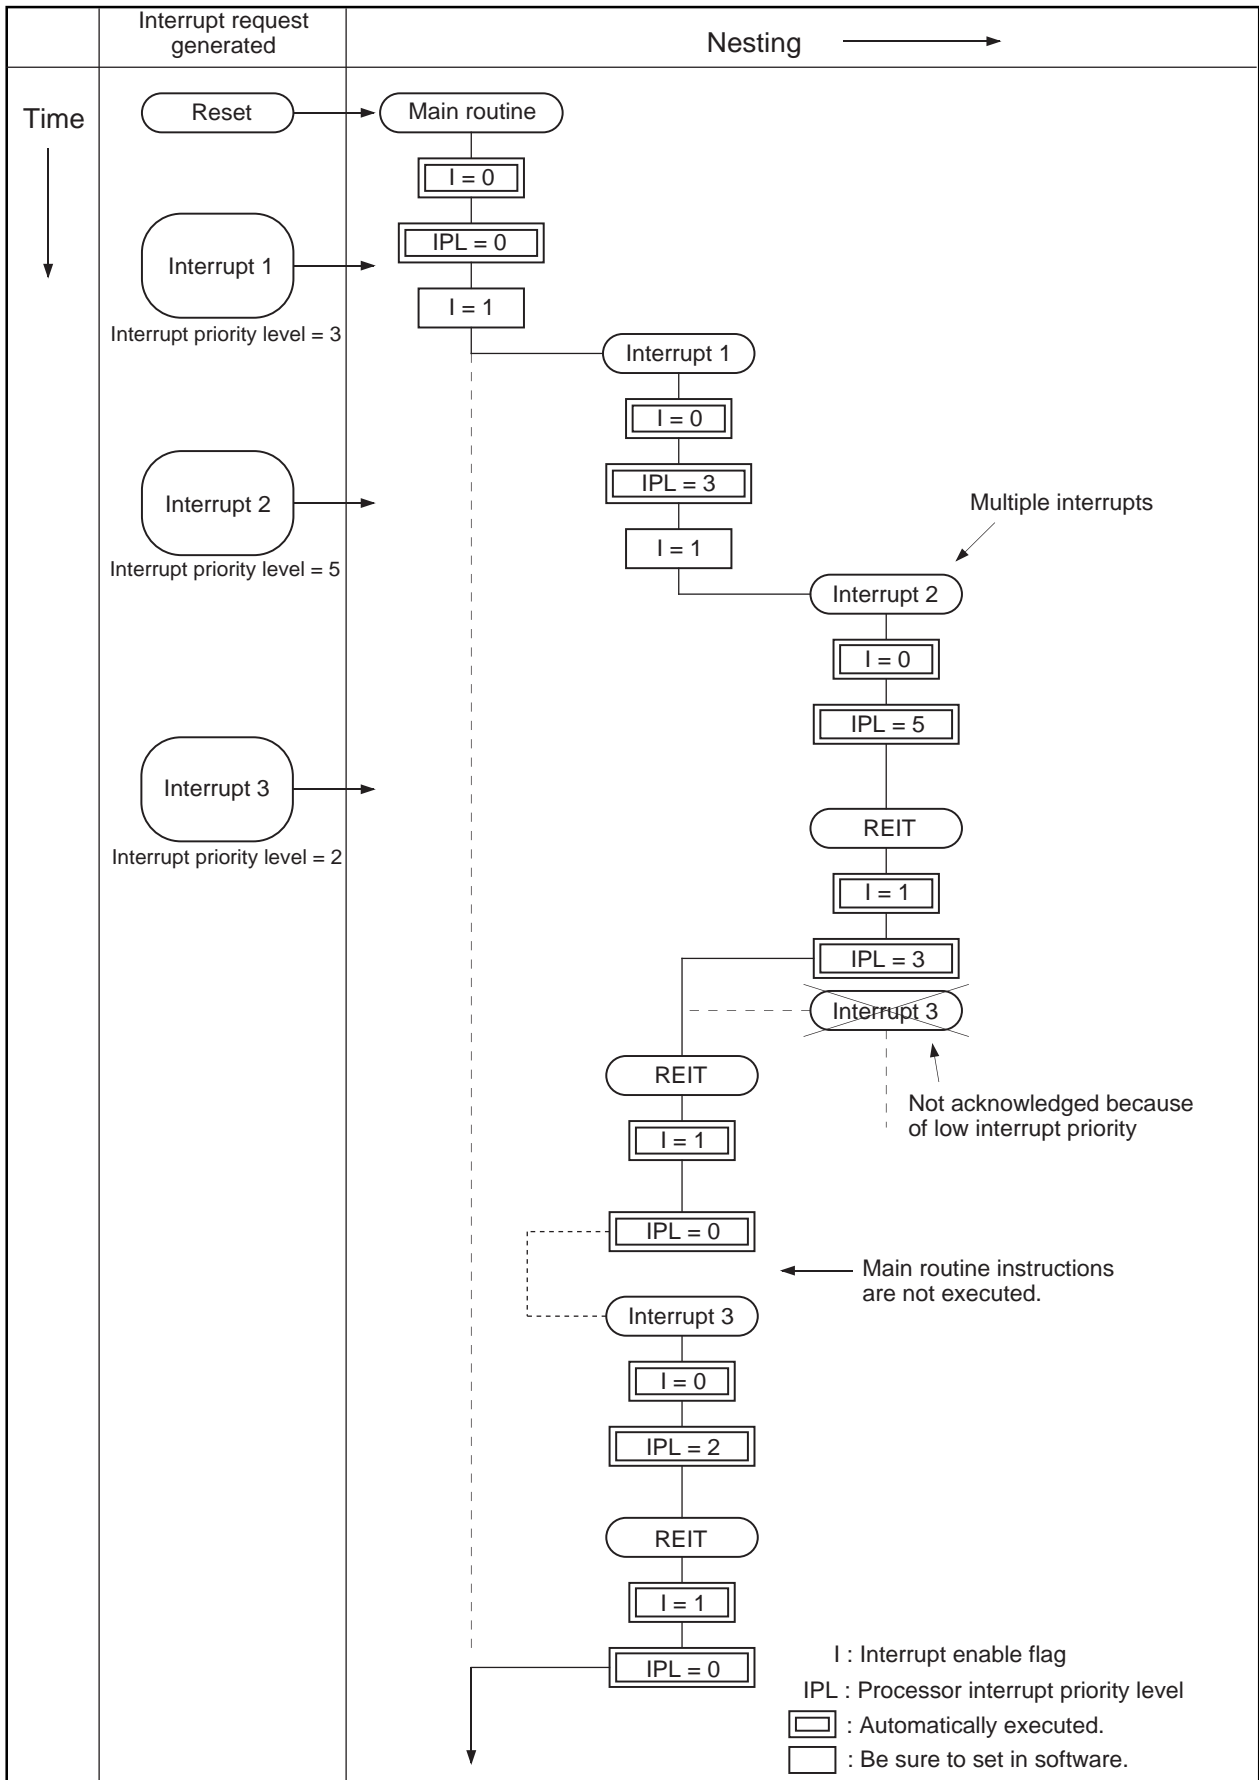 Interrupt request
generated
Nesting
Time
Reset
Main routine
I = 0
IPL = 0
Interrupt 1
Interrupt priority level = 3
I = 1
Interrupt 1
I = 0
IPL = 3
I = 1
Interrupt 2
Interrupt priority level = 5
Multiple interrupts
Interrupt 2
I = 0
IPL = 5
Interrupt 3
Interrupt priority level = 2
REIT
I = 1
IPL = 3
Interrupt 3
Not acknowledged because
of low interrupt priority
REIT
I = 1
IPL = 0
Main routine instructions
are not executed.
Interrupt 3
I = 0
IPL = 2
REIT
I = 1
IPL = 0
I : Interrupt enable flag
IPL : Processor interrupt priority level
: Automatically executed.
: Be sure to set in software.